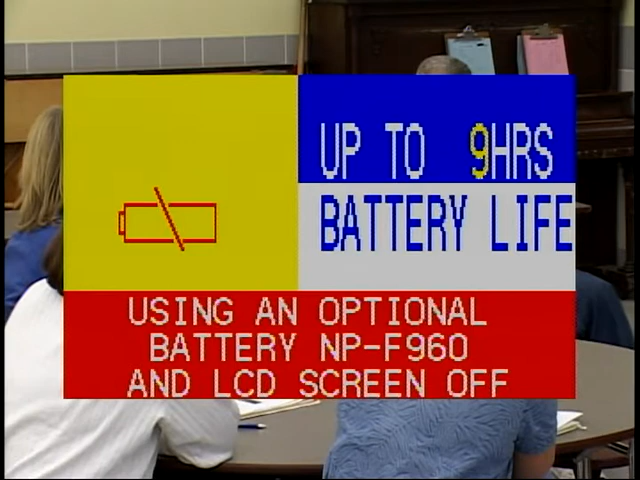 UP TO 9HRS
BATTERY LIFE
USING AN OPTIONAL
BATTERY NP-F960
AND LCD SCREEN OFF